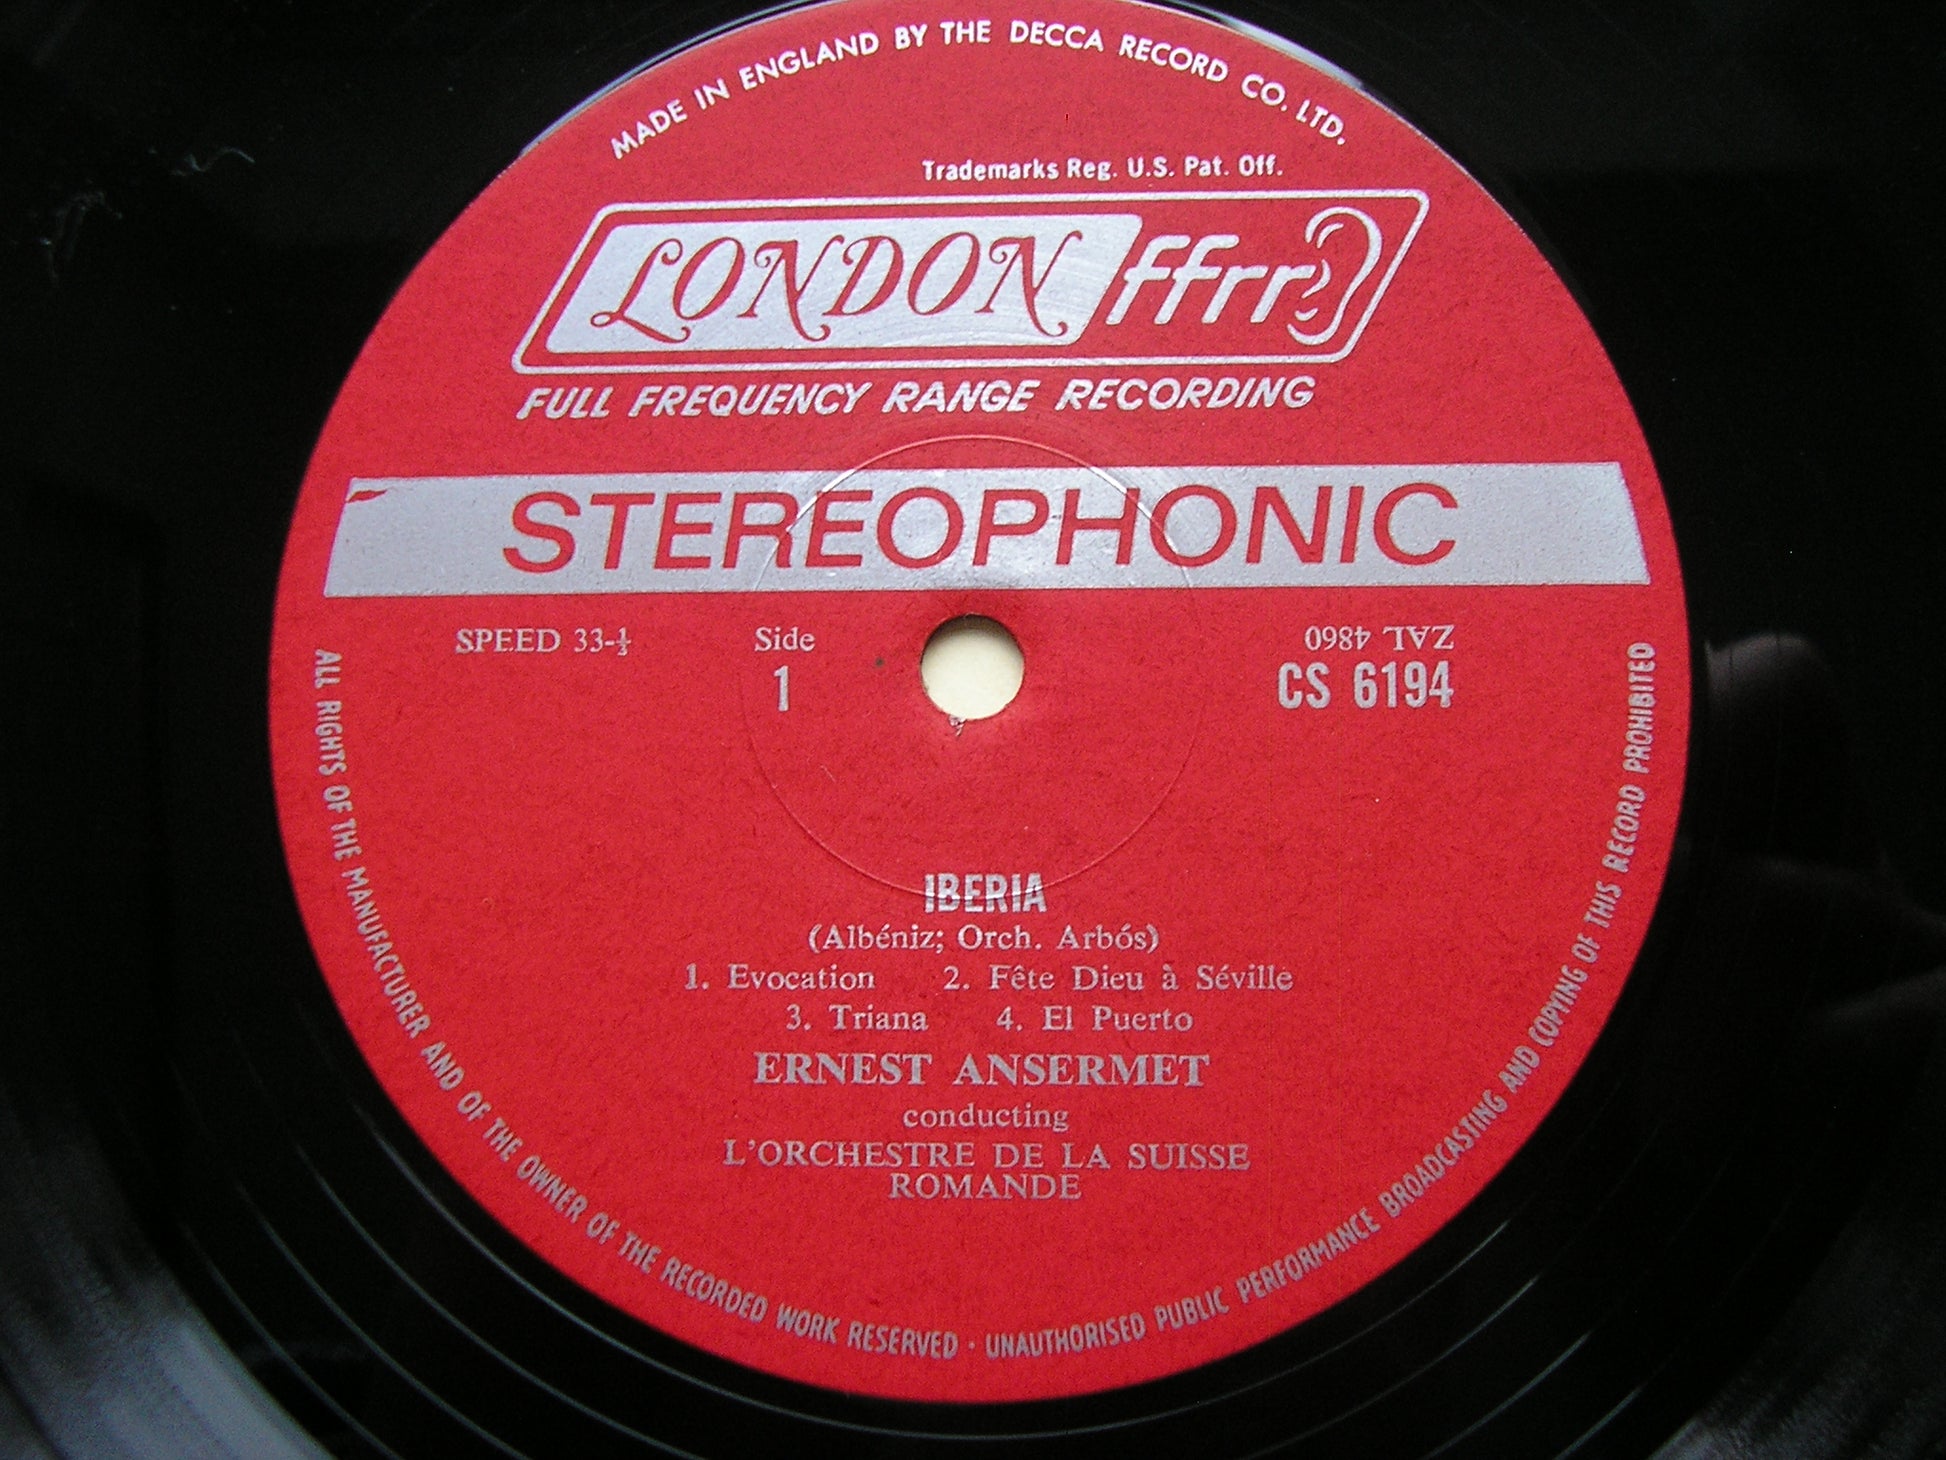 MADE IN ENGLAND BY THE DECCA RECORD CO. LTD.
Trademarks Reg. U.S. Pat. Off.
LONDON ffrr
FULL FREQUENCY RANGE RECORDING
STEREOPHONIC
SPEED 33-⅓
Side
1
ZAL 4860
CS 6194
IBERIA
(Albéniz; Orch. Arbós)
1. Evocation 2. Fête Dieu à Séville
3. Triana 4. El Puerto
ERNEST ANSERMET
conducting
L'ORCHESTRE DE LA SUISSE
ROMANDE
ALL RIGHTS OF THE MANUFACTURER AND OF THE OWNER OF THE RECORDED WORK RESERVED · UNAUTHORISED PUBLIC PERFORMANCE BROADCASTING AND COPYING OF THIS RECORD PROHIBITED